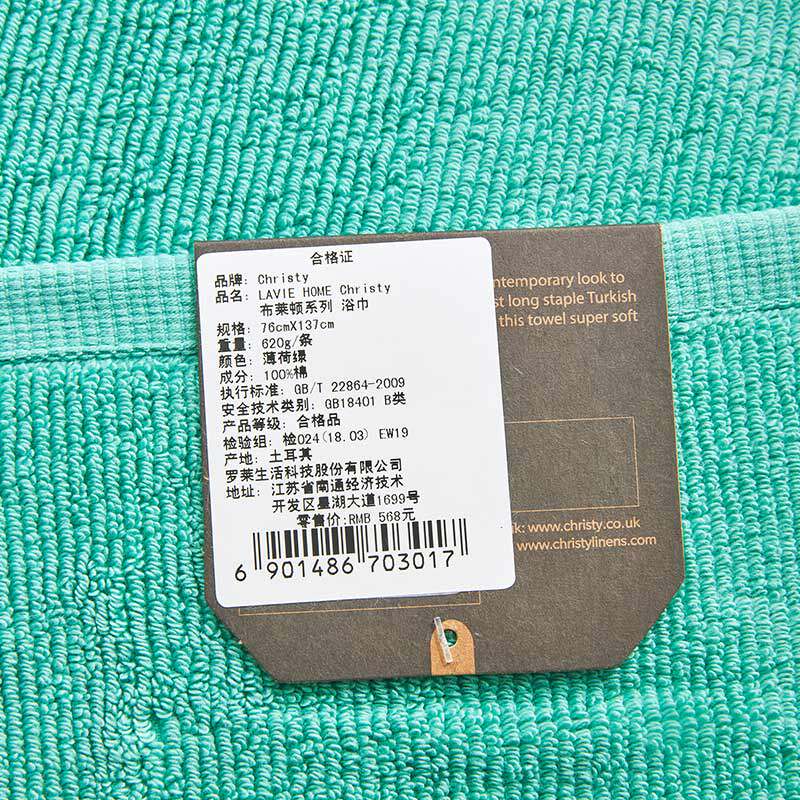 合格证
品牌: Christy
品名: LAVIE HOME Christy
布莱顿系列 浴巾
规格: 76cmX137cm
重量: 620g/条
颜色: 薄荷绿
成分: 100%棉
执行标准: GB/T 22864-2009
安全技术类别: GB18401 B类
产品等级: 合格品
检验组: 检024(18.03) EW19
产地: 土耳其
罗莱生活科技股份有限公司
地址: 江苏省南通经济技术
开发区星湖大道1699号
零售价:RMB 568元
6 901486 703017
ntemporary look to
st long staple Turkish
this towel super soft
k: www.christy.co.uk
www.christylinens.com